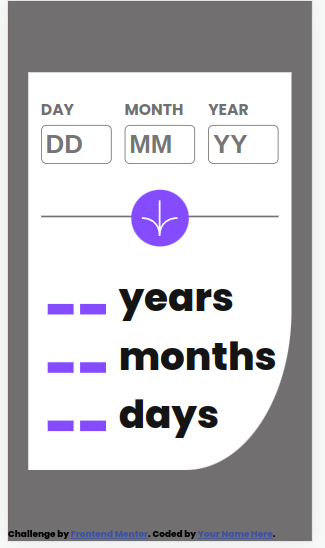 DAY MONTH YEAR
DD MM YY
-- years
-- months
-- days
Challenge by Frontend Mentor. Coded by Your Name Here.